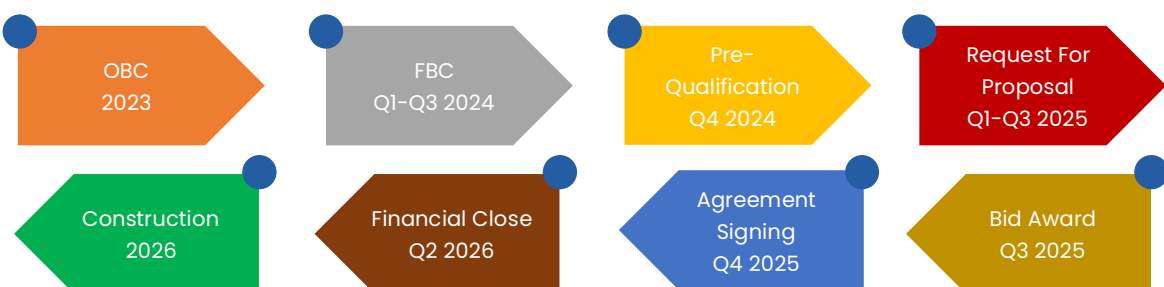 OBC
2023
FBC
Q1-Q3 2024
Pre-
Qualification
Q4 2024
Request For
Proposal
Q1-Q3 2025
Construction
2026
Financial Close
Q2 2026
Agreement
Signing
Q4 2025
Bid Award
Q3 2025